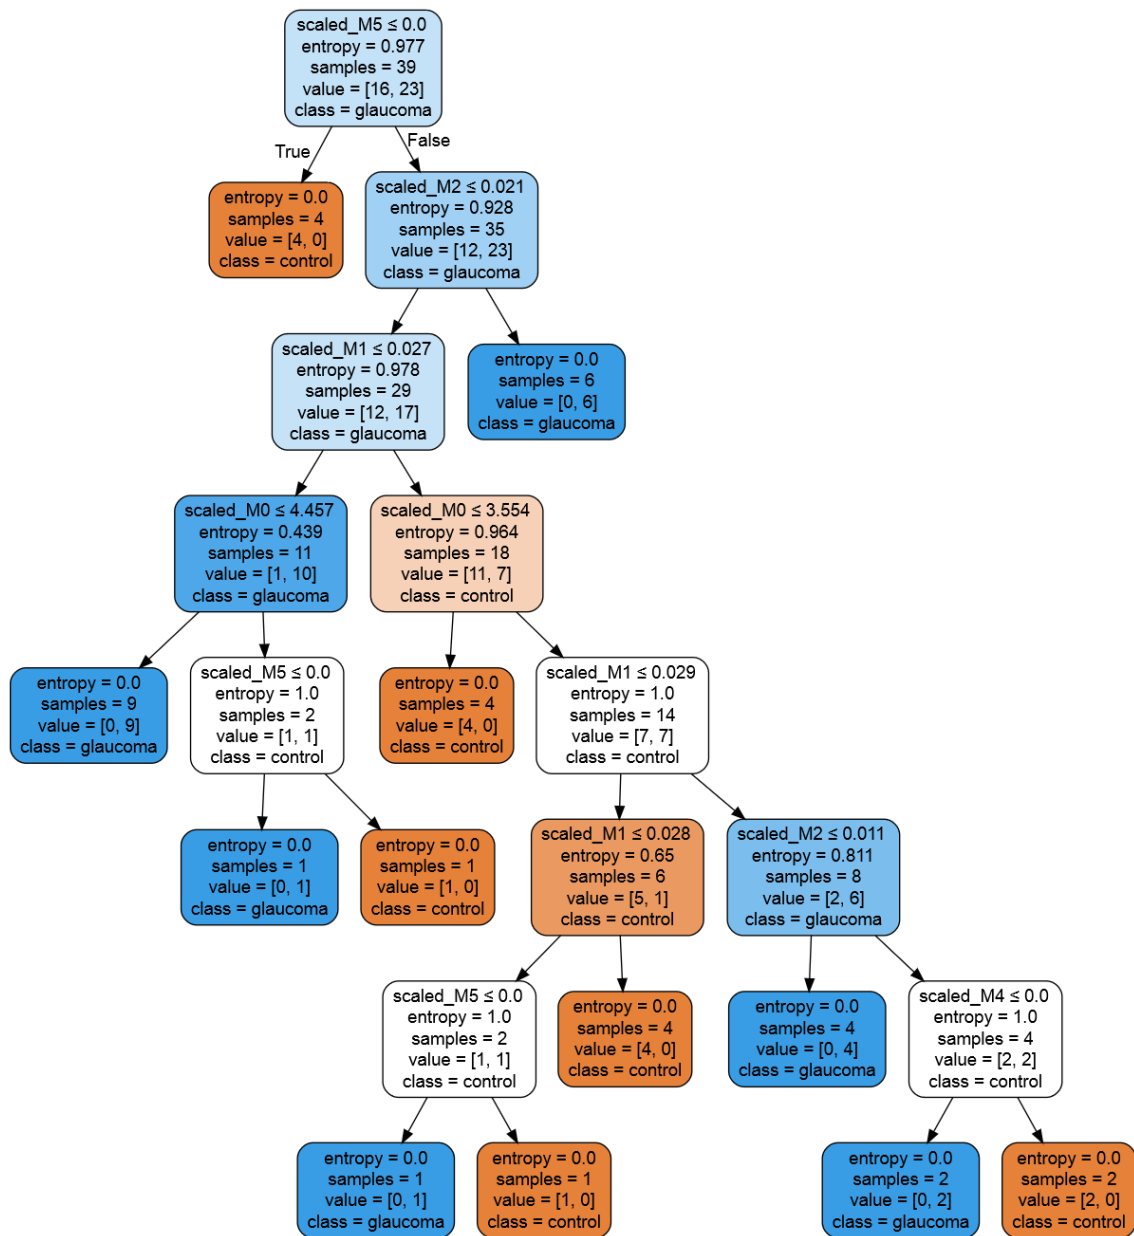 scaled_M5 ≤ 0.0
entropy = 0.977
samples = 39
value = [16, 23]
class = glaucoma
True
False
entropy = 0.0
samples = 4
value = [4, 0]
class = control
scaled_M2 ≤ 0.021
entropy = 0.928
samples = 35
value = [12, 23]
class = glaucoma
scaled_M1 ≤ 0.027
entropy = 0.978
samples = 29
value = [12, 17]
class = glaucoma
entropy = 0.0
samples = 6
value = [0, 6]
class = glaucoma
scaled_M0 ≤ 4.457
entropy = 0.439
samples = 11
value = [1, 10]
class = glaucoma
scaled_M0 ≤ 3.554
entropy = 0.964
samples = 18
value = [11, 7]
class = control
entropy = 0.0
samples = 9
value = [0, 9]
class = glaucoma
scaled_M5 ≤ 0.0
entropy = 1.0
samples = 2
value = [1, 1]
class = control
entropy = 0.0
samples = 4
value = [4, 0]
class = control
scaled_M1 ≤ 0.029
entropy = 1.0
samples = 14
value = [7, 7]
class = control
entropy = 0.0
samples = 1
value = [0, 1]
class = glaucoma
entropy = 0.0
samples = 1
value = [1, 0]
class = control
scaled_M1 ≤ 0.028
entropy = 0.65
samples = 6
value = [5, 1]
class = control
scaled_M2 ≤ 0.011
entropy = 0.811
samples = 8
value = [2, 6]
class = glaucoma
scaled_M5 ≤ 0.0
entropy = 1.0
samples = 2
value = [1, 1]
class = control
entropy = 0.0
samples = 4
value = [4, 0]
class = control
entropy = 0.0
samples = 4
value = [0, 4]
class = glaucoma
scaled_M4 ≤ 0.0
entropy = 1.0
samples = 4
value = [2, 2]
class = control
entropy = 0.0
samples = 1
value = [0, 1]
class = glaucoma
entropy = 0.0
samples = 1
value = [1, 0]
class = control
entropy = 0.0
samples = 2
value = [0, 2]
class = glaucoma
entropy = 0.0
samples = 2
value = [2, 0]
class = control